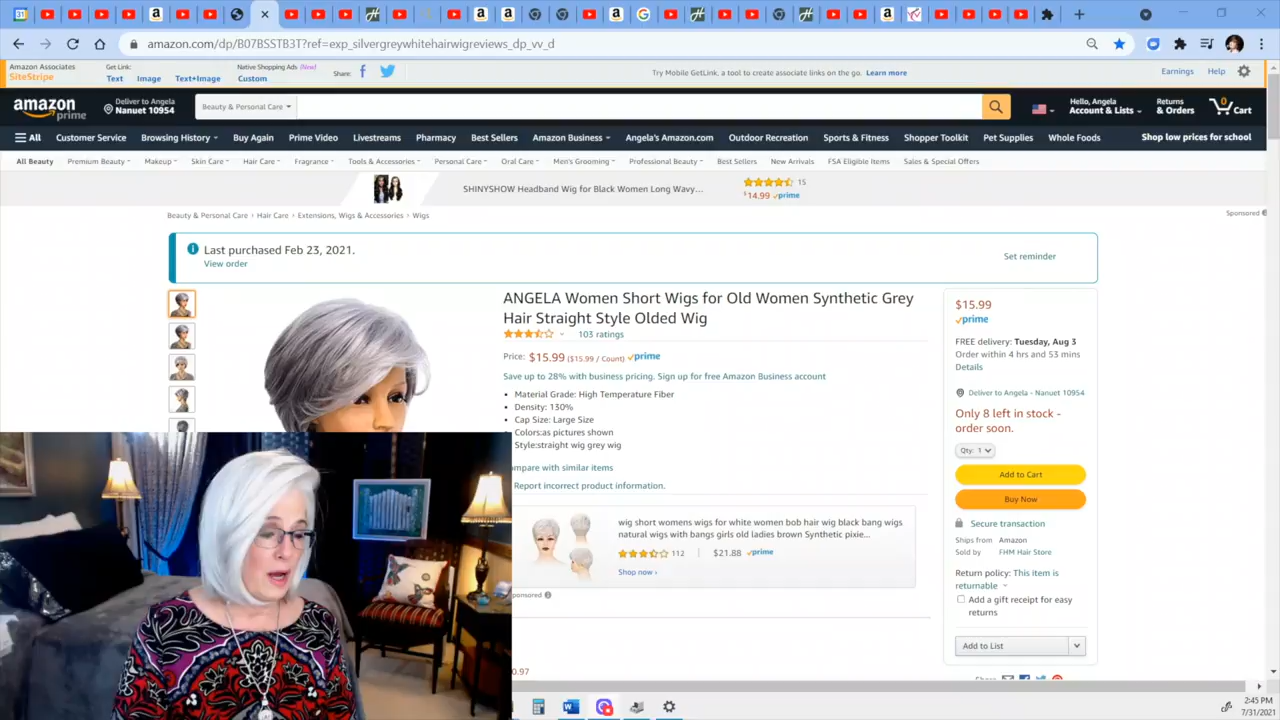 amazon.com/dp/B07BSSTB3T?ref=exp_silvergreywhitehairwigreviews_dp_vv_d
Amazon Associates
SiteStripe
Get Link:
Text
Image
Text+Image
Native Shopping Ads (New)
Custom
Share:
Try Mobile GetLink, a tool to create associate links on the go. Learn more
Earnings
Help
amazon
prime
Deliver to Angela
Nanuet 10954
Beauty & Personal Care
Hello, Angela
Account & Lists
Returns
& Orders
0
Cart
All
Customer Service
Browsing History
Buy Again
Prime Video
Livestreams
Pharmacy
Best Sellers
Amazon Business
Angela's Amazon.com
Outdoor Recreation
Sports & Fitness
Shopper Toolkit
Pet Supplies
Whole Foods
Shop low prices for school
All Beauty
Premium Beauty
Makeup
Skin Care
Hair Care
Fragrance
Tools & Accessories
Personal Care
Oral Care
Men's Grooming
Professional Beauty
Best Sellers
New Arrivals
FSA Eligible Items
Sales & Special Offers
SHINYSHOW Headband Wig for Black Women Long Wavy...
15
$14.99 prime
Beauty & Personal Care › Hair Care › Extensions, Wigs & Accessories › Wigs
Sponsored
Last purchased Feb 23, 2021.
View order
Set reminder
ANGELA Women Short Wigs for Old Women Synthetic Grey
Hair Straight Style Olded Wig
103 ratings
Price: $15.99 ($15.99 / Count) prime
Save up to 28% with business pricing. Sign up for free Amazon Business account
• Material Grade: High Temperature Fiber
• Density: 130%
• Cap Size: Large Size
• Colors:as pictures shown
Style:straight wig grey wig
ompare with similar items
Report incorrect product information.
wig short womens wigs for white women bob hair wig black bang wigs
natural wigs with bangs girls old ladies brown Synthetic pixie...
112
$21.88 prime
Shop now ›
ponsored
0.97
$15.99
prime
FREE delivery: Tuesday, Aug 3
Order within 4 hrs and 53 mins
Details
Deliver to Angela - Nanuet 10954
Only 8 left in stock -
order soon.
Qty: 1
Add to Cart
Buy Now
Secure transaction
Ships from Amazon
Sold by FHM Hair Store
Return policy: This item is
returnable
Add a gift receipt for easy
returns
Add to List
Share
2:45 PM
7/31/2021